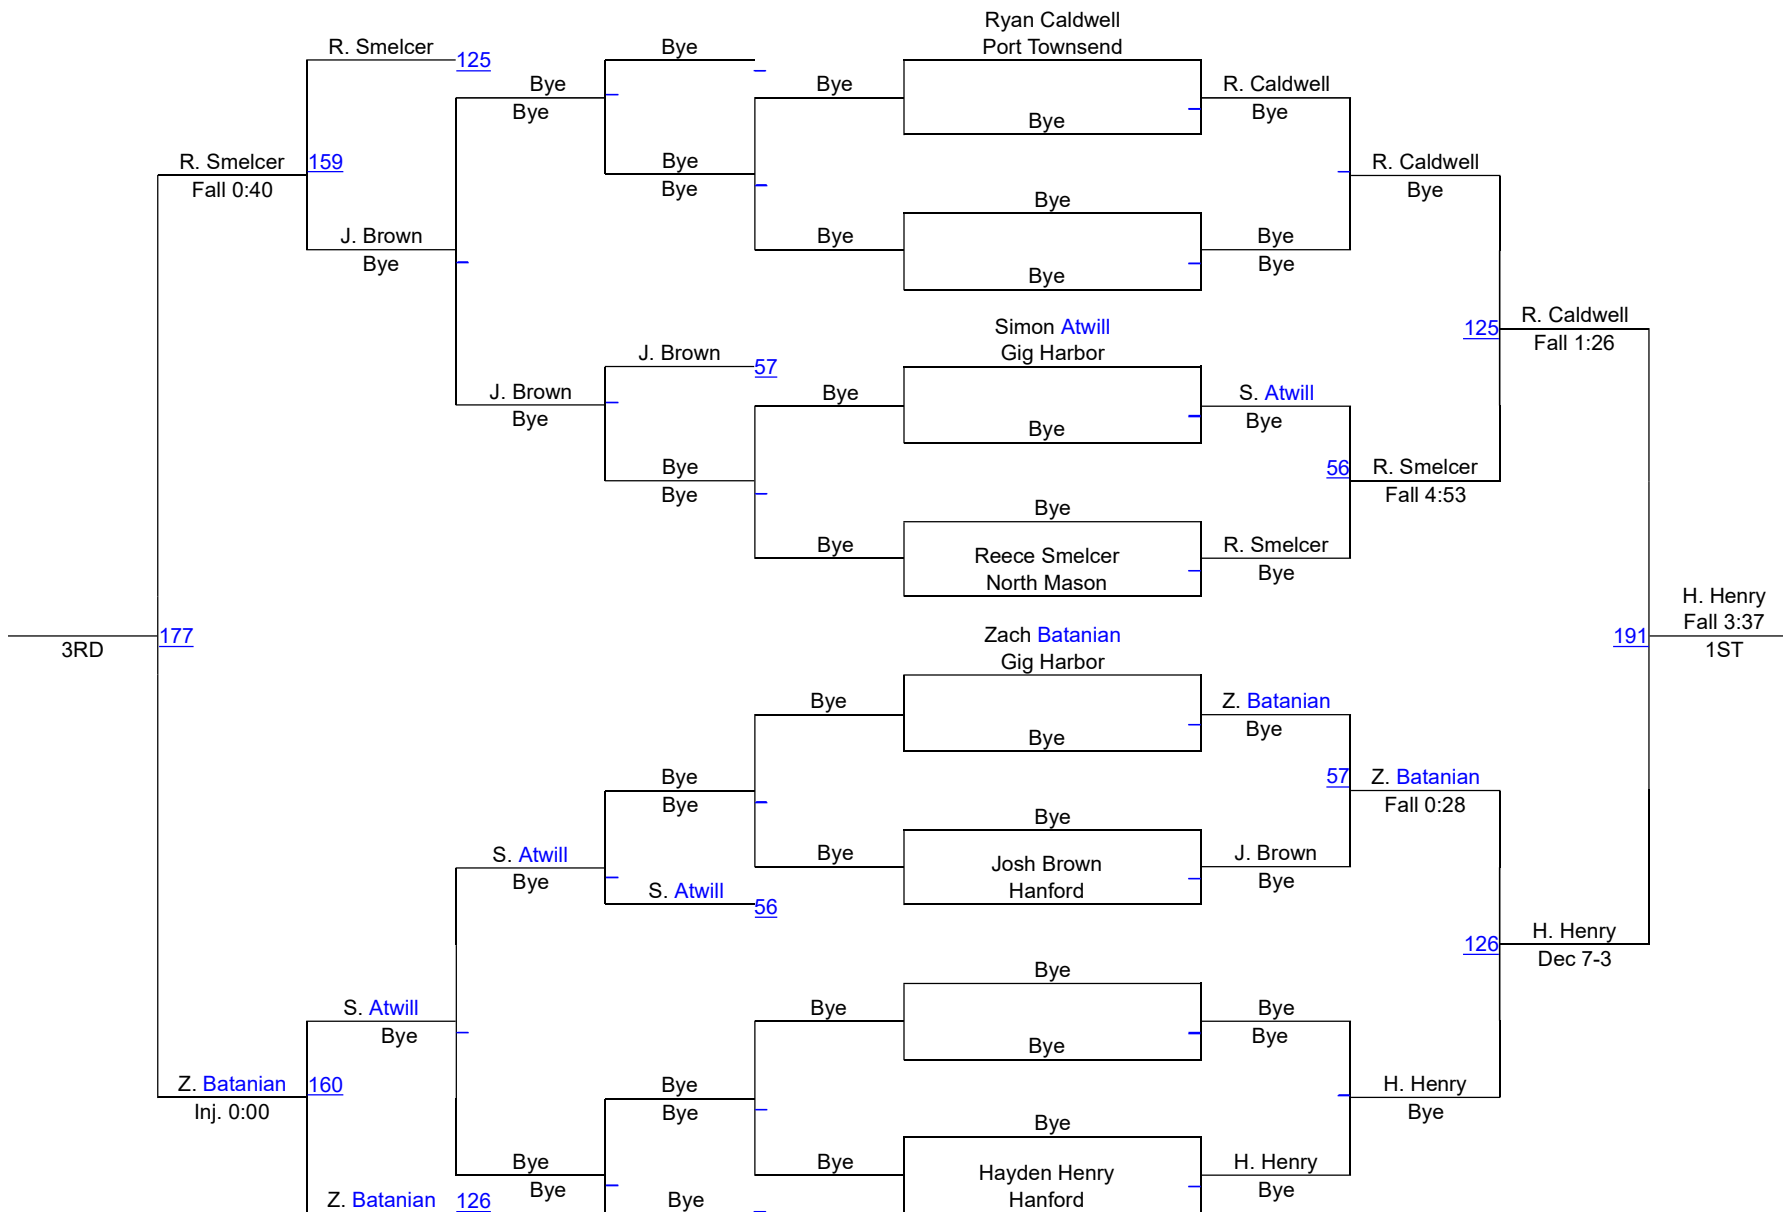 Ryan Caldwell
Port Townsend
R. Smelcer
125
Bye
Bye
Bye
Bye
R. Caldwell
Bye
Bye
R. Smelcer
Fall 0:40
159
Bye
Bye
R. Caldwell
Bye
Bye
J. Brown
Bye
Bye
Bye
Bye
Bye
Simon Atwill
Gig Harbor
125
R. Caldwell
Fall 1:26
J. Brown
57
J. Brown
Bye
Bye
Bye
S. Atwill
Bye
Bye
Bye
56
R. Smelcer
Fall 4:53
Bye
Bye
Reece Smelcer
North Mason
R. Smelcer
Bye
3RD
177
Zach Batanian
Gig Harbor
191
H. Henry
Fall 3:37
1ST
Bye
Bye
Z. Batanian
Bye
Bye
Bye
57
Z. Batanian
Fall 0:28
Bye
S. Atwill
Bye
Bye
Josh Brown
Hanford
J. Brown
Bye
S. Atwill
56
126
H. Henry
Dec 7-3
Bye
S. Atwill
Bye
Bye
Bye
Bye
Bye
Z. Batanian
Inj. 0:00
160
Bye
Bye
H. Henry
Bye
Bye
Bye
Bye
Bye
Hayden Henry
Hanford
H. Henry
Bye
Z. Batanian
126
Bye